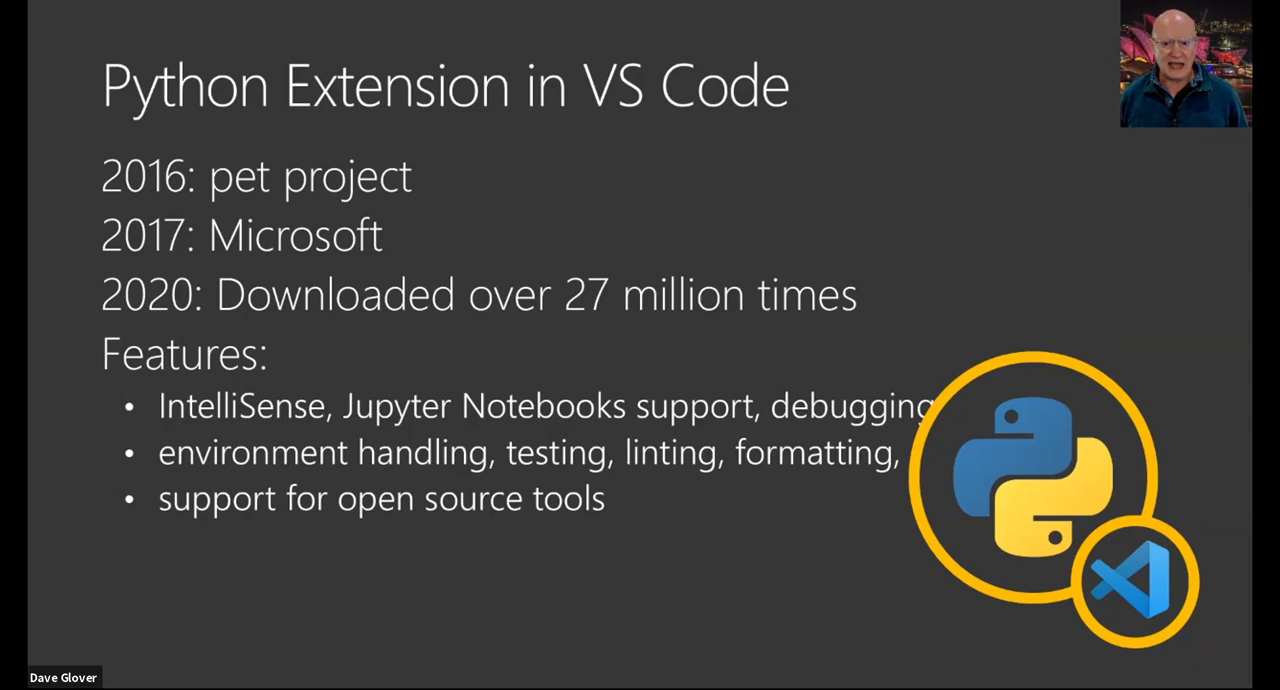 Python Extension in VS Code
2016: pet project
2017: Microsoft
2020: Downloaded over 27 million times
Features:
• IntelliSense, Jupyter Notebooks support, debugging
• environment handling, testing, linting, formatting,
• support for open source tools
Dave Glover